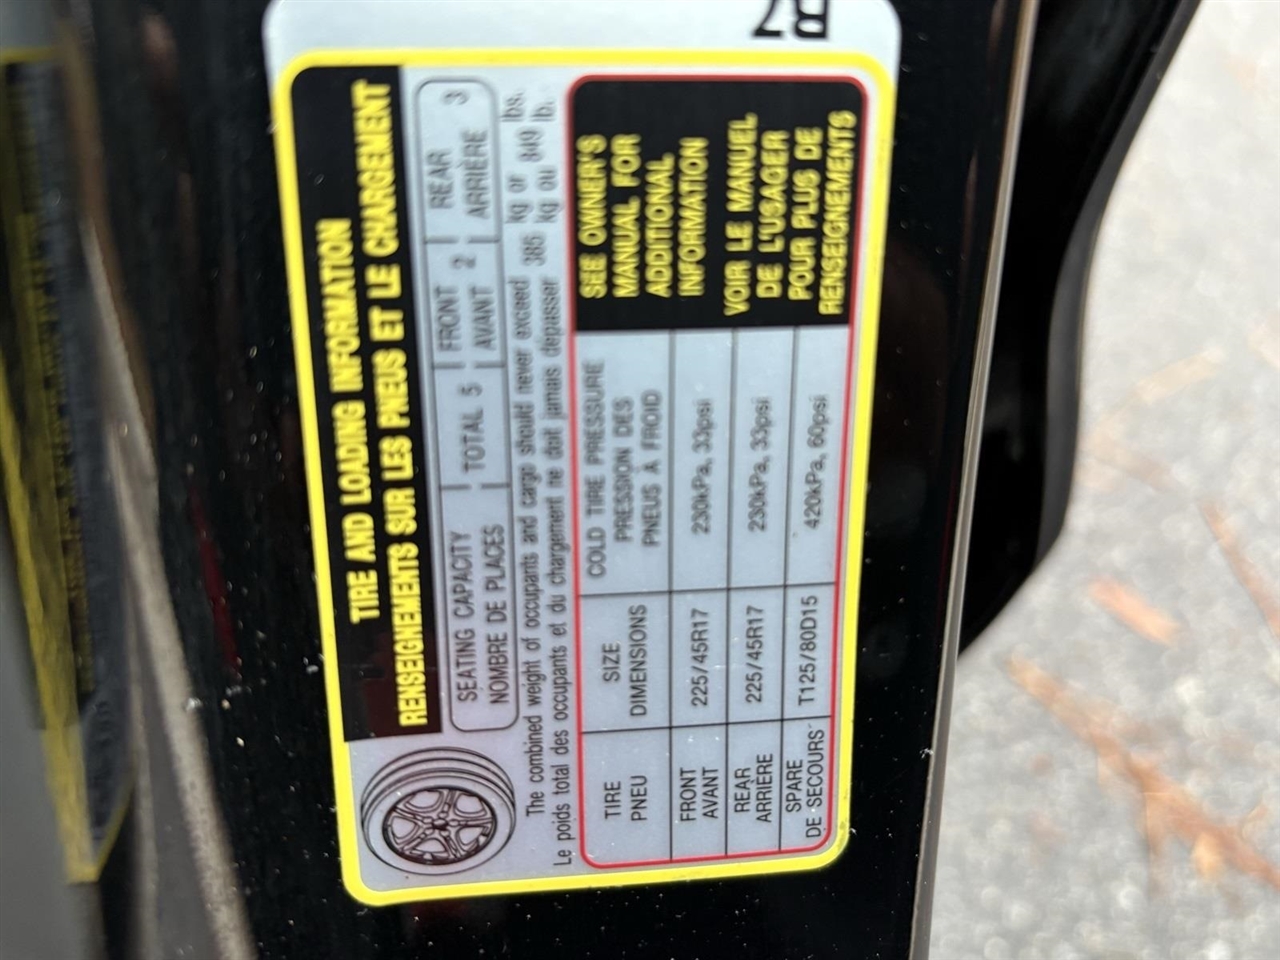 B7
TIRE AND LOADING INFORMATION
RENSEIGNEMENTS SUR LES PNEUS ET LE CHARGEMENT
SEATING CAPACITY
NOMBRE DE PLACES
TOTAL 5
FRONT
AVANT
2
REAR
ARRIÈRE
3
The combined weight of occupants and cargo should never exceed 385 kg or 849 lbs.
Le poids total des occupants et du chargement ne doit jamais dépasser 385 kg ou 849 lb.
TIRE
PNEU
SIZE
DIMENSIONS
COLD TIRE PRESSURE
PRESSION DES
PNEUS À FROID
FRONT
AVANT
225/45R17
230kPa, 33psi
REAR
ARRIÈRE
225/45R17
230kPa, 33psi
SPARE
DE SECOURS
T125/80D15
420kPa, 60psi
SEE OWNER'S
MANUAL FOR
ADDITIONAL
INFORMATION
VOIR LE MANUEL
DE L'USAGER
POUR PLUS DE
RENSEIGNEMENTS